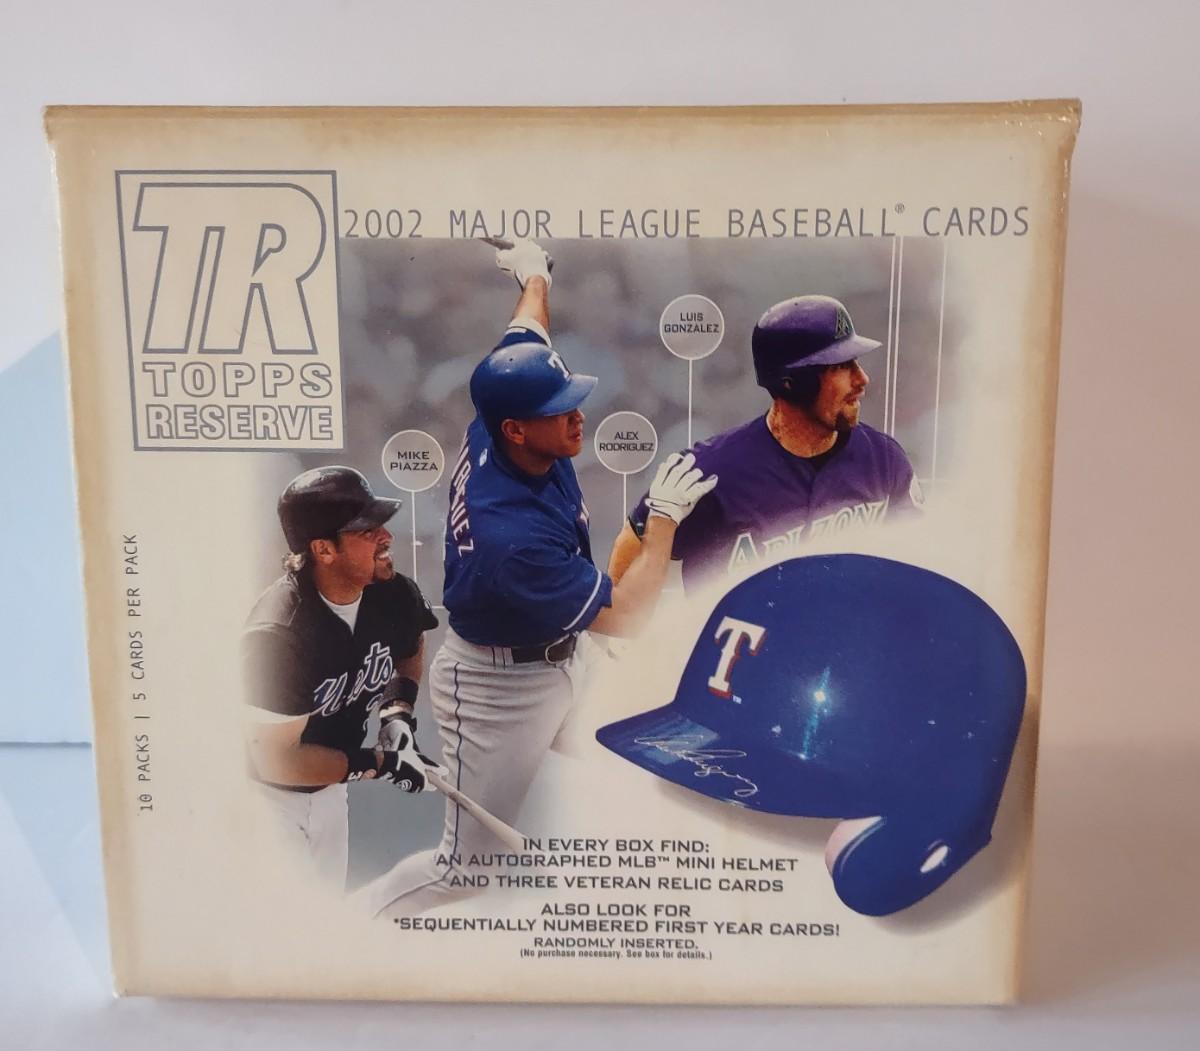 TR
TOPPS
RESERVE
2002 MAJOR LEAGUE BASEBALL® CARDS
LUIS
GONZALEZ
ALEX
RODRIGUEZ
MIKE
PIAZZA
Mets
T™
10 PACKS | 5 CARDS PER PACK
IN EVERY BOX FIND:
AN AUTOGRAPHED MLB™ MINI HELMET
AND THREE VETERAN RELIC CARDS
ALSO LOOK FOR
*SEQUENTIALLY NUMBERED FIRST YEAR CARDS!
RANDOMLY INSERTED.
(No purchase necessary. See box for details.)